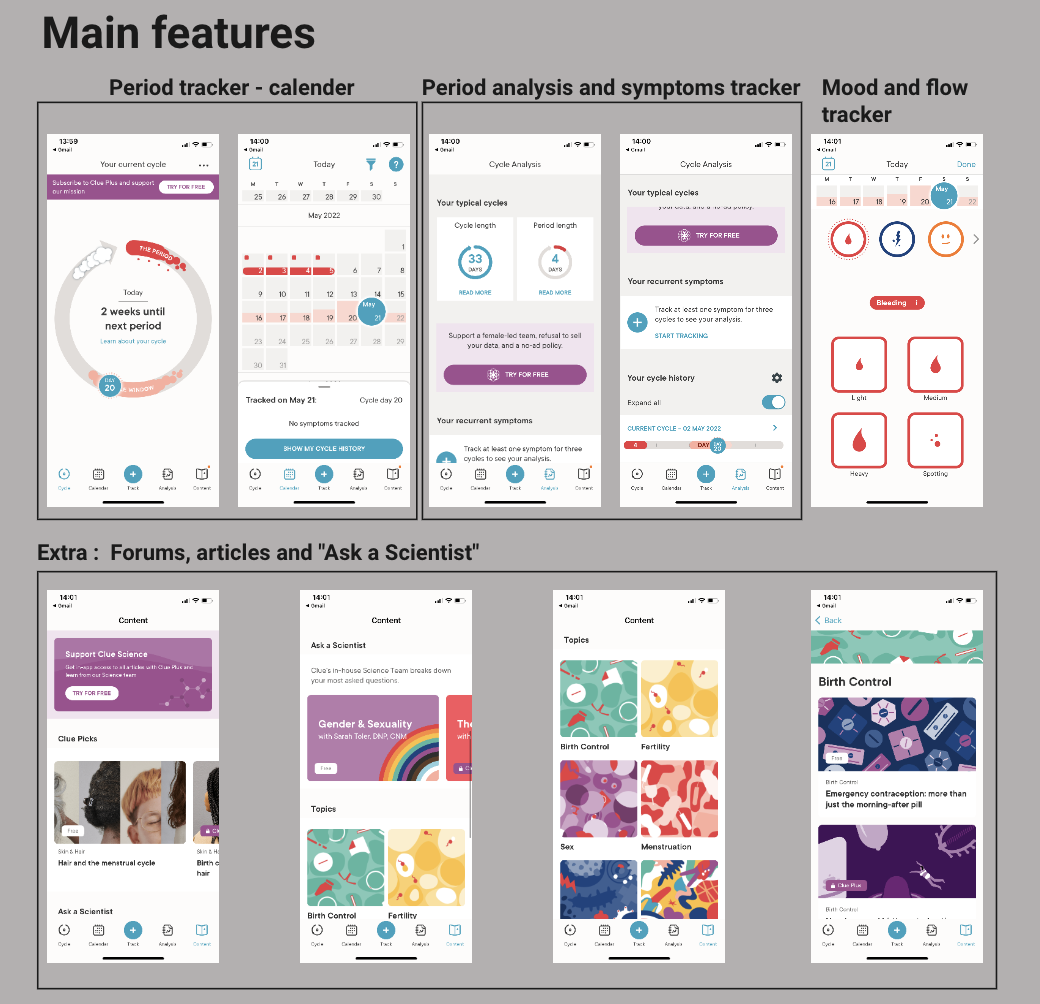 Main features
Period tracker - calender
Period analysis and symptoms tracker
Mood and flow
tracker
13:59
Gmail
Your current cycle
Subscribe to Clue Plus and support
our mission
TRY FOR FREE
THE PERIOD
Today
2 weeks until
next period
Learn about your cycle
DAY
20
WINDOW
Cycle
Calendar
Track
Analysis
Content
14:00
Gmail
21
Today
?
M T W T F S S
25 26 27 28 29 30
May 2022
1
2 3 4 5 6 7 8
9 10 11 12 13 14 15
May
16 17 18 19 20 21 22
23 24 25 26 27 28 29
30 31
Tracked on May 21:
Cycle day 20
No symptoms tracked
SHOW MY CYCLE HISTORY
Cycle
Calendar
Track
Analysis
Content
14:00
Gmail
Cycle Analysis
Your typical cycles
Cycle length
Period length
33
DAYS
4
DAYS
READ MORE
READ MORE
Support a female-led team, refusal to sell
your data, and a no-ad policy.
TRY FOR FREE
Your recurrent symptoms
Track at least one symptom for three
cycles to see your analysis.
Cycle
Calendar
Track
Analysis
Content
14:00
Gmail
Cycle Analysis
Your typical cycles
your data, and a no-ad policy.
TRY FOR FREE
Your recurrent symptoms
Track at least one symptom for three
cycles to see your analysis.
START TRACKING
Your cycle history
Expand all
CURRENT CYCLE – 02 MAY 2022
4
DAY
DAY
20
Cycle
Calendar
Track
Analysis
Content
14:01
Gmail
21
Today
Done
M T W T F S S
May
16 17 18 19 20 21 22
Bleeding i
Light
Medium
Heavy
Spotting
Extra : Forums, articles and "Ask a Scientist"
14:01
Gmail
Content
Support Clue Science
Get in-app access to all articles with Clue Plus and
learn from our Science team
TRY FOR FREE
Clue Picks
Free
Skin & Hair
Hair and the menstrual cycle
Skin & Ha
Birth c
hair
Ask a Scientist
Cycle
Calendar
Track
Analysis
Content
14:01
Gmail
Content
Ask a Scientist
Clue's in-house Science Team breaks down
your most asked questions.
Gender & Sexuality
with Sarah Toler, DNP, CNM
Free
The
with
Topics
Birth Control
Fertility
Cycle
Calendar
Track
Analysis
Content
14:01
Gmail
Content
Topics
Birth Control
Fertility
Sex
Menstruation
Cycle
Calendar
Track
Analysis
Content
14:01
Gmail
Back
Birth Control
Free
Birth Control
Emergency contraception: more than
just the morning-after pill
Clue Plus
Birth Control
Cycle
Calendar
Track
Analysis
Content